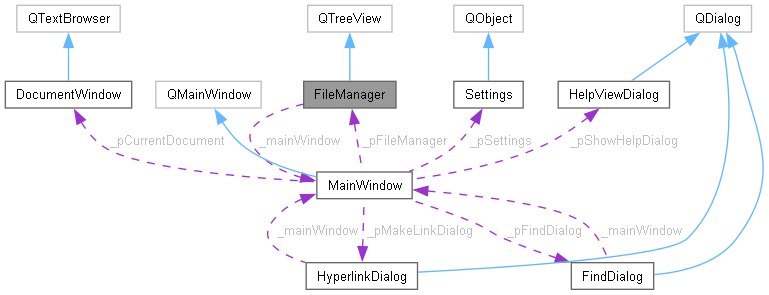 QTextBrowser
QTreeView
QObject
QDialog
DocumentWindow
QMainWindow
FileManager
Settings
HelpViewDialog
_pCurrentDocument
_mainWindow
_pFileManager
_pSettings
_pShowHelpDialog
MainWindow
_mainWindow
_pMakeLinkDialog
_pFindDialog
_mainWindow
HyperlinkDialog
FindDialog